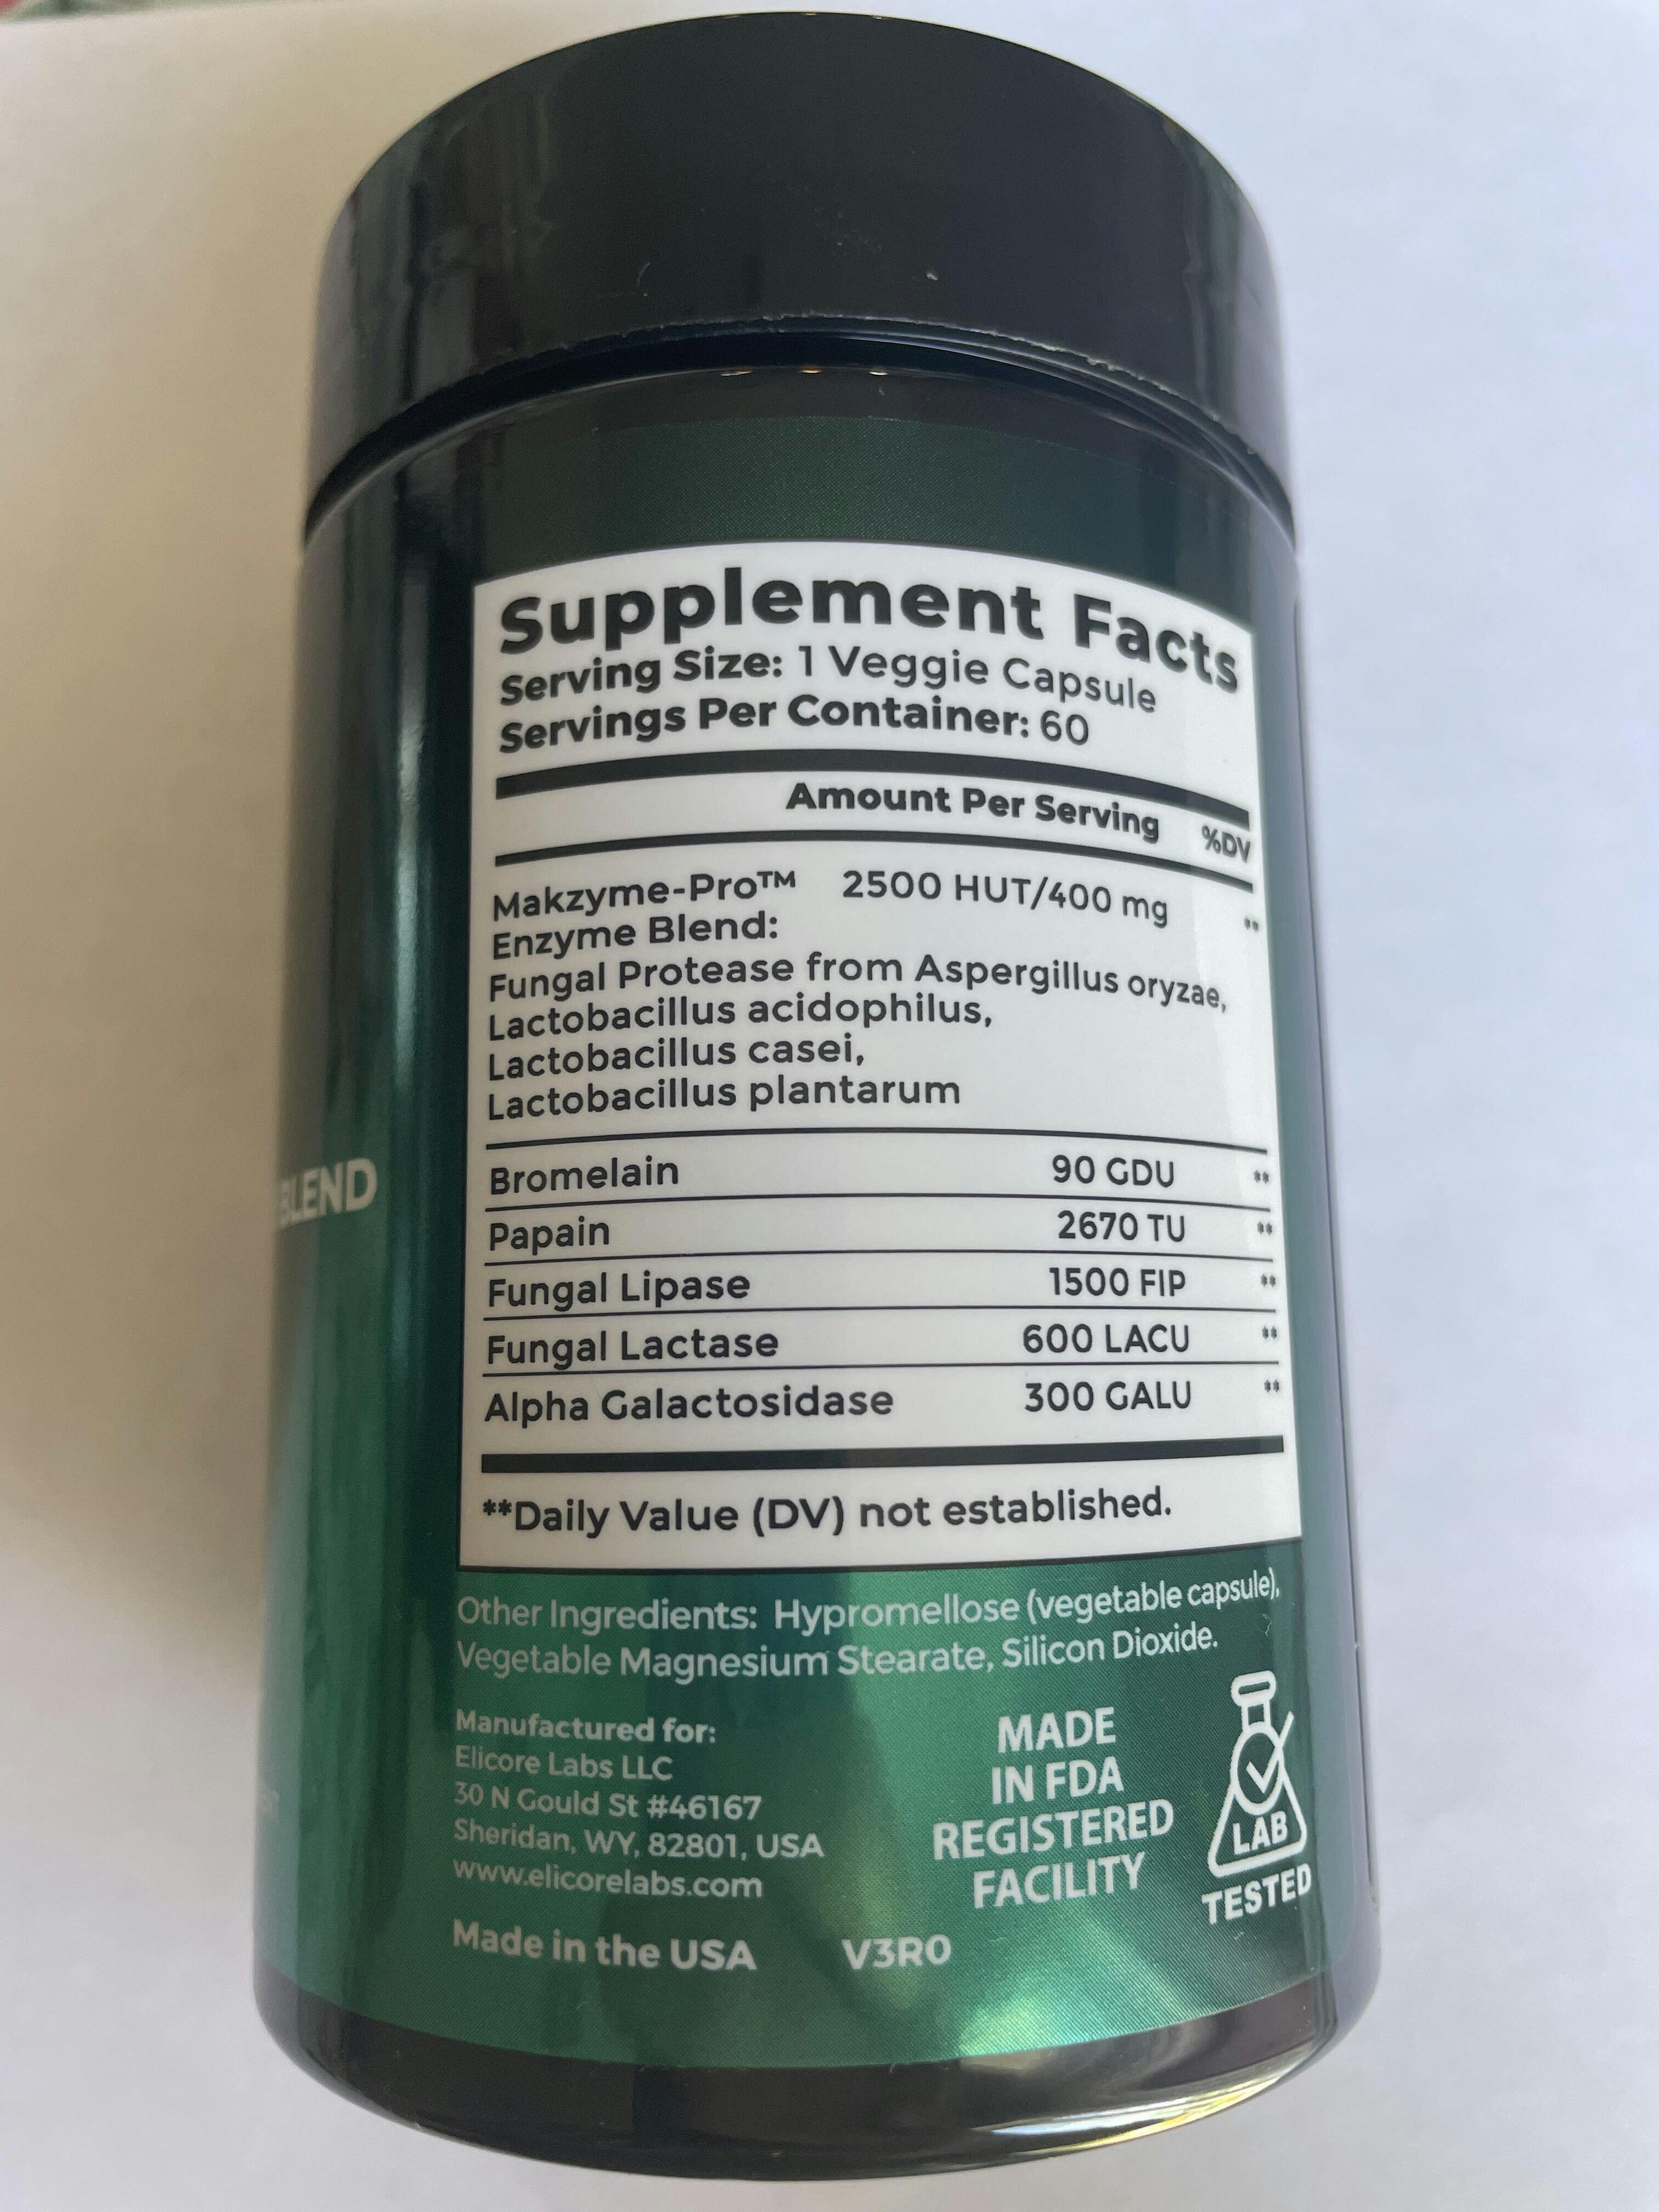 Supplement Facts
Serving Size: 1 Veggie Capsule
Servings Per Container: 60
Amount Per Serving %DV
Makzyme-Pro™ 2500 HUT/400 mg **
Enzyme Blend:
Fungal Protease from Aspergillus oryzae,
Lactobacillus acidophilus,
Lactobacillus casei,
Lactobacillus plantarum
Bromelain 90 GDU **
Papain 2670 TU **
Fungal Lipase 1500 FIP **
Fungal Lactase 600 LACU **
Alpha Galactosidase 300 GALU **
**Daily Value (DV) not established.
Other Ingredients: Hypromellose (vegetable capsule),
Vegetable Magnesium Stearate, Silicon Dioxide.
Manufactured for:
Elicore Labs LLC
30 N Gould St #46167
Sheridan, WY, 82801, USA
www.elicorelabs.com
Made in the USA V3R0
MADE
IN FDA
REGISTERED
FACILITY
LAB
TESTED
BLEND